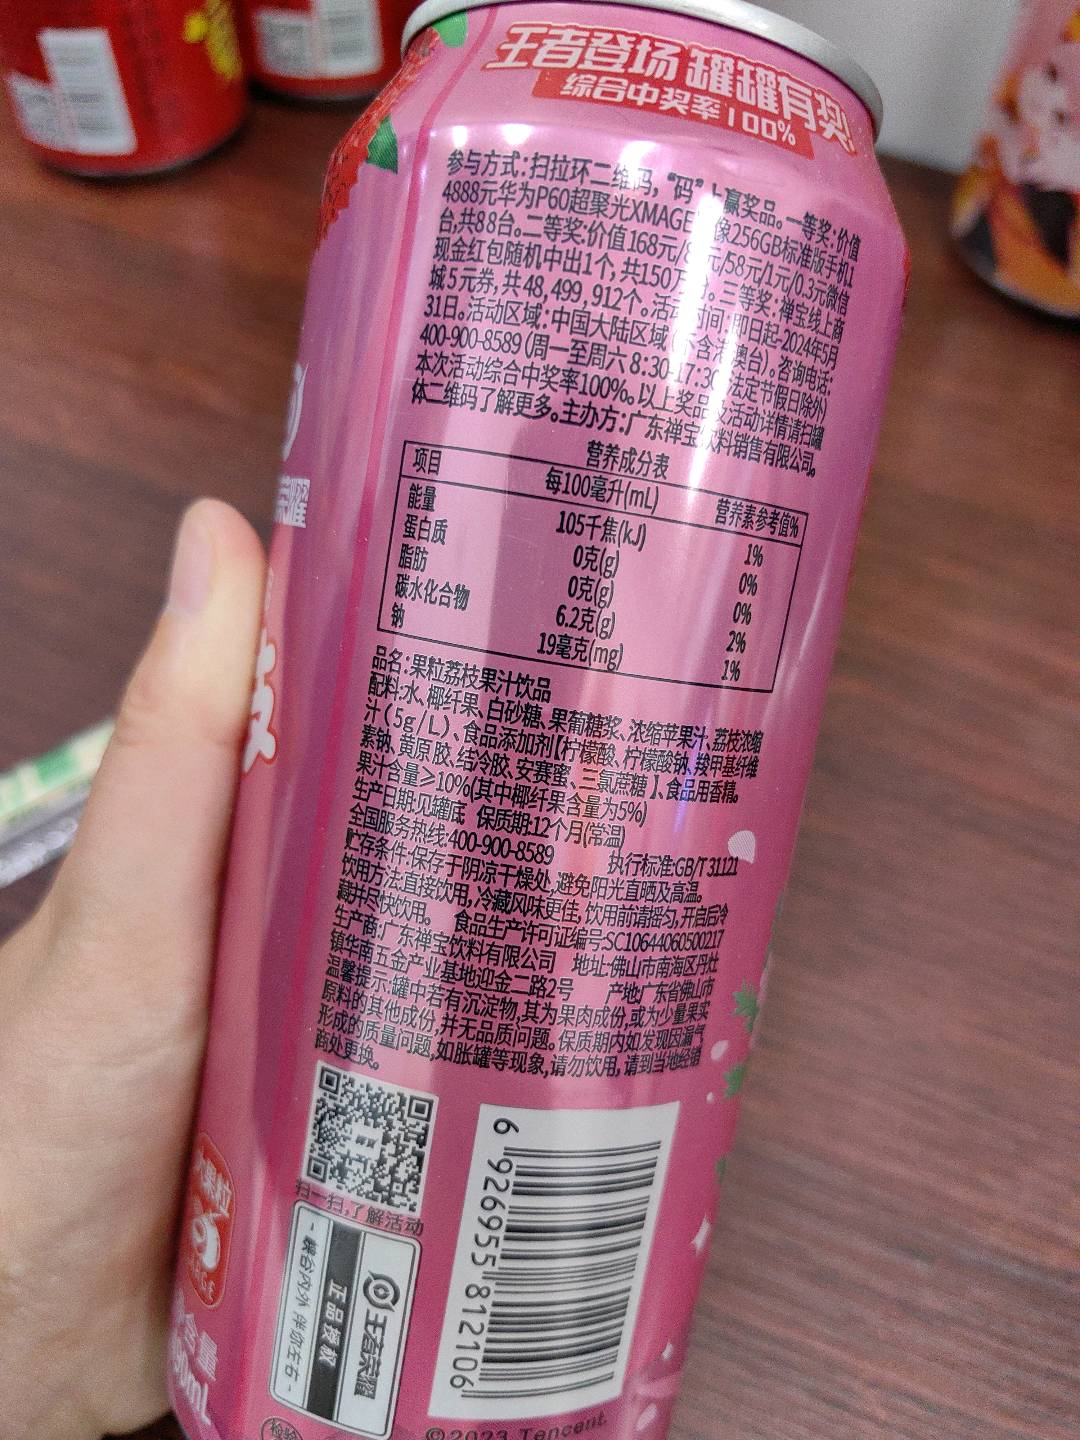 王者登场 罐罐有奖!
综合中奖率100%
参与方式:扫拉环二维码,“码”上赢奖品。一等奖:价值
4888元华为P60超聚光XMAGE 像256GB标准版手机1
台,共88台。二等奖:价值168元/ 元/58元/1元/0.3元微信
现金红包随机中出1个,共150万 。三等奖:禅宝线上商
城5元券,共48,499,912个。活动时间:即日起-2024年5月
31日。活动区域:中国大陆区域(不含港澳台)。咨询电话:
400-900-8589(周一至周六8:30-17:30 法定节假日除外)
本次活动综合中奖率100%。以上奖品及活动详情请扫罐
体二维码了解更多。主办方:广东禅宝饮料销售有限公司。
营养成分表
项目 每100毫升(mL) 营养素参考值%
能量 105千焦(kJ) 1%
蛋白质 0克(g) 0%
脂肪 0克(g) 0%
碳水化合物 6.2克(g) 2%
钠 19毫克(mg) 1%
品名:果粒荔枝果汁饮品
配料:水、椰纤果、白砂糖、果葡糖浆、浓缩苹果汁、荔枝浓缩
汁(5g/L)、食品添加剂【柠檬酸、柠檬酸钠、羧甲基纤维
素钠、黄原胶、结冷胶、安赛蜜、三氯蔗糖】、食品用香精。
果汁含量≥10%(其中椰纤果含量为5%)
生产日期:见罐底 保质期:12个月(常温)
全国服务热线:400-900-8589 执行标准:GB/T 31121
贮存条件:保存于阴凉干燥处,避免阳光直晒及高温。
饮用方法:直接饮用,冷藏风味更佳,饮用前请摇匀,开启后冷
藏并尽快饮用。 食品生产许可证编号:SC10644060500217
生产商:广东禅宝饮料有限公司 地址:佛山市南海区丹灶
镇华南五金产业基地迎金二路2号 产地:广东省佛山市
温馨提示:罐中若有沉淀物,其为果肉成份,或为少量果实
原料的其他成份,并无品质问题。保质期内如发现因漏气
形成的质量问题,如胀罐等现象,请勿饮用,请到当地经销
商处更换。
扫一扫,了解活动
王者荣耀
正品授权
- 峡谷内外 伴你左右 -
6 926955 812106
©2023 Tencent.
大果粒
检验
荣耀
含量
mL